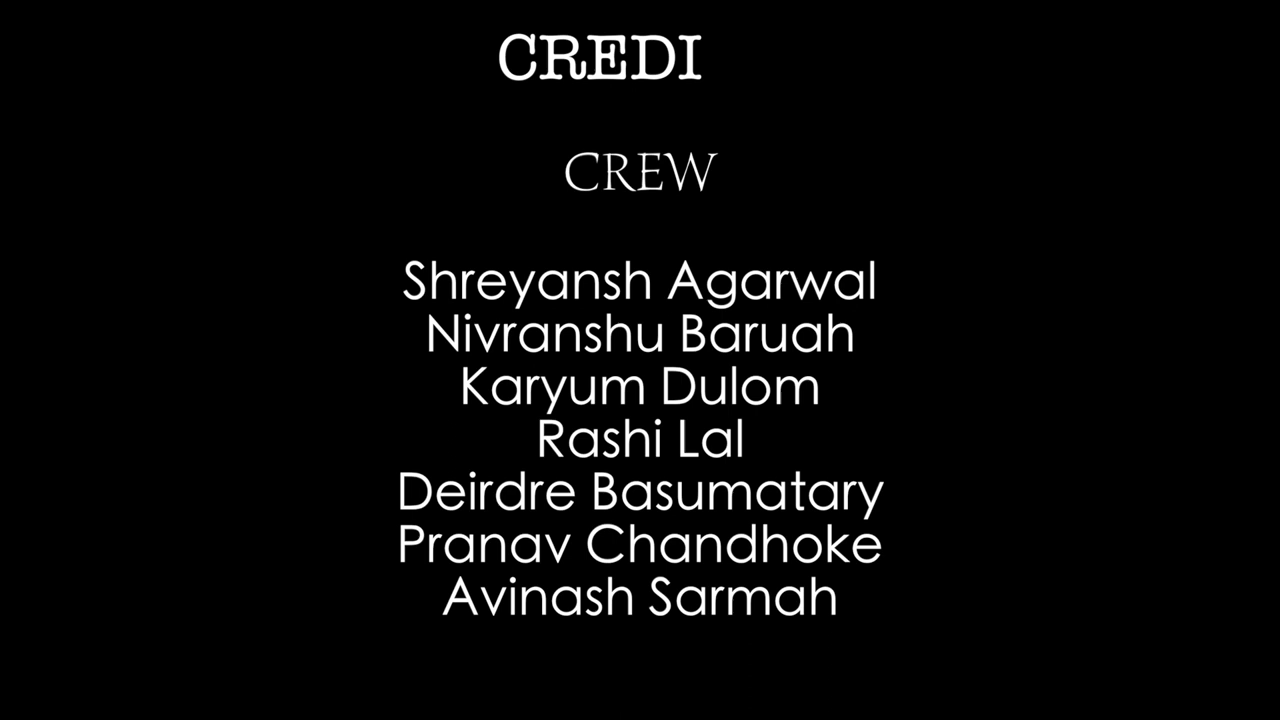 CREDI
CREW
Shreyansh Agarwal
Nivranshu Baruah
Karyum Dulom
Rashi Lal
Deirdre Basumatary
Pranav Chandhoke
Avinash Sarmah